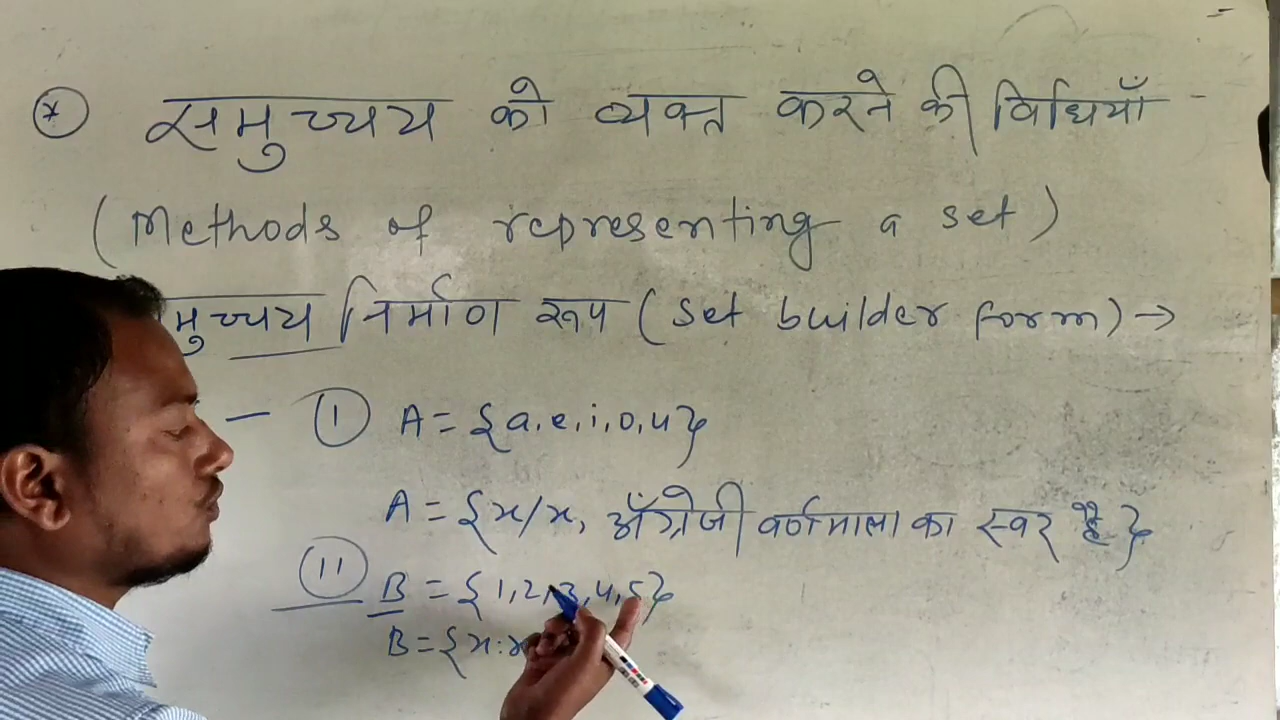 * समुच्चय को व्यक्त करने की विधियाँ
(Methods of representing a set)
मुच्चय निर्माण रूप (set builder form) →
— (I) A = {a, e, i, o, u}
A = {x/x, अँग्रेजी वर्णमाला का स्वर है}
(II) B = {1,2,3,4,5}
B = {x:x